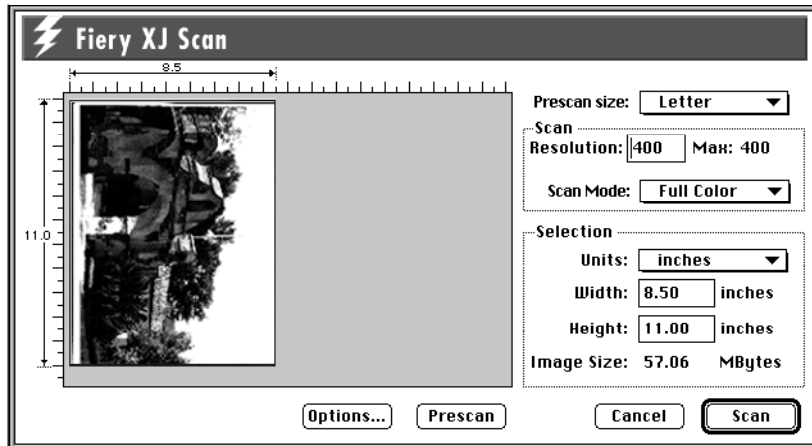 Fiery XJ Scan
8.5
11.0
Prescan size: Letter
Scan
Resolution: 400 Max: 400
Scan Mode: Full Color
Selection
Units: inches
Width: 8.50 inches
Height: 11.00 inches
Image Size: 57.06 MBytes
Options... Prescan Cancel Scan